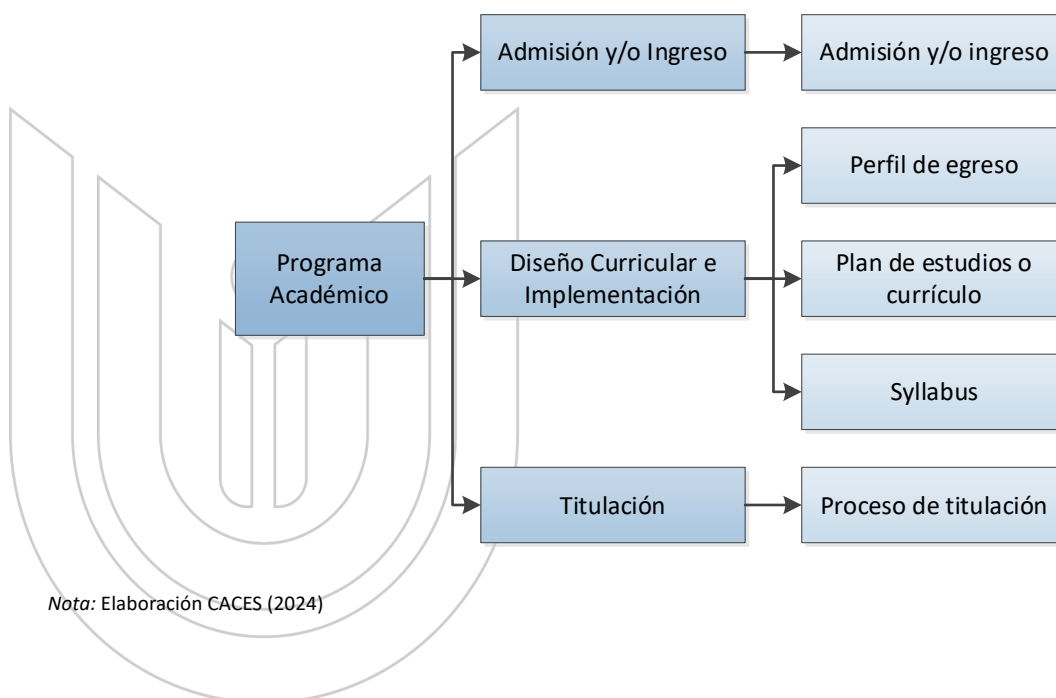 Admisión y/o Ingreso
Admisión y/o ingreso
Perfil de egreso
Programa
Académico
Diseño Curricular e
Implementación
Plan de estudios o
currículo
Syllabus
Titulación
Proceso de titulación
Nota: Elaboración CACES (2024)